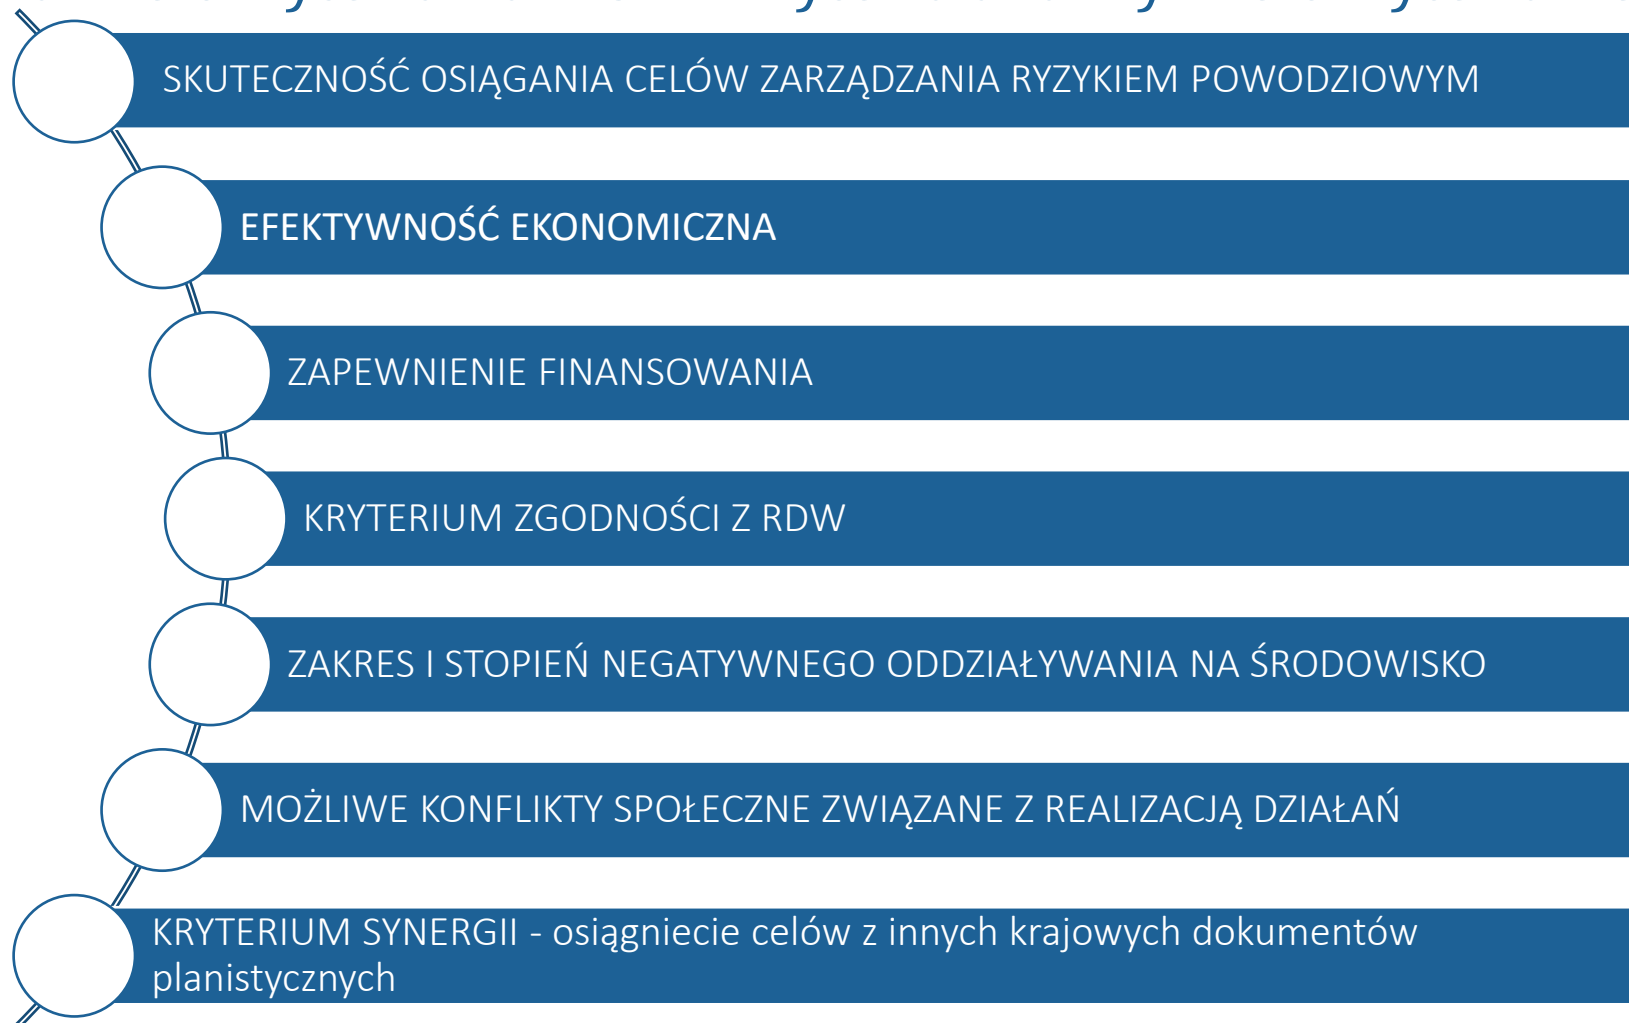 SKUTECZNOŚĆ OSIĄGANIA CELÓW ZARZĄDZANIA RYZYKIEM POWODZIOWYM
EFEKTYWNOŚĆ EKONOMICZNA
ZAPEWNIENIE FINANSOWANIA
KRYTERIUM ZGODNOŚCI Z RDW
ZAKRES I STOPIEŃ NEGATYWNEGO ODDZIAŁYWANIA NA ŚRODOWISKO
MOŻLIWE KONFLIKTY SPOŁECZNE ZWIĄZANE Z REALIZACJĄ DZIAŁAŃ
KRYTERIUM SYNERGII - osiągniecie celów z innych krajowych dokumentów
planistycznych